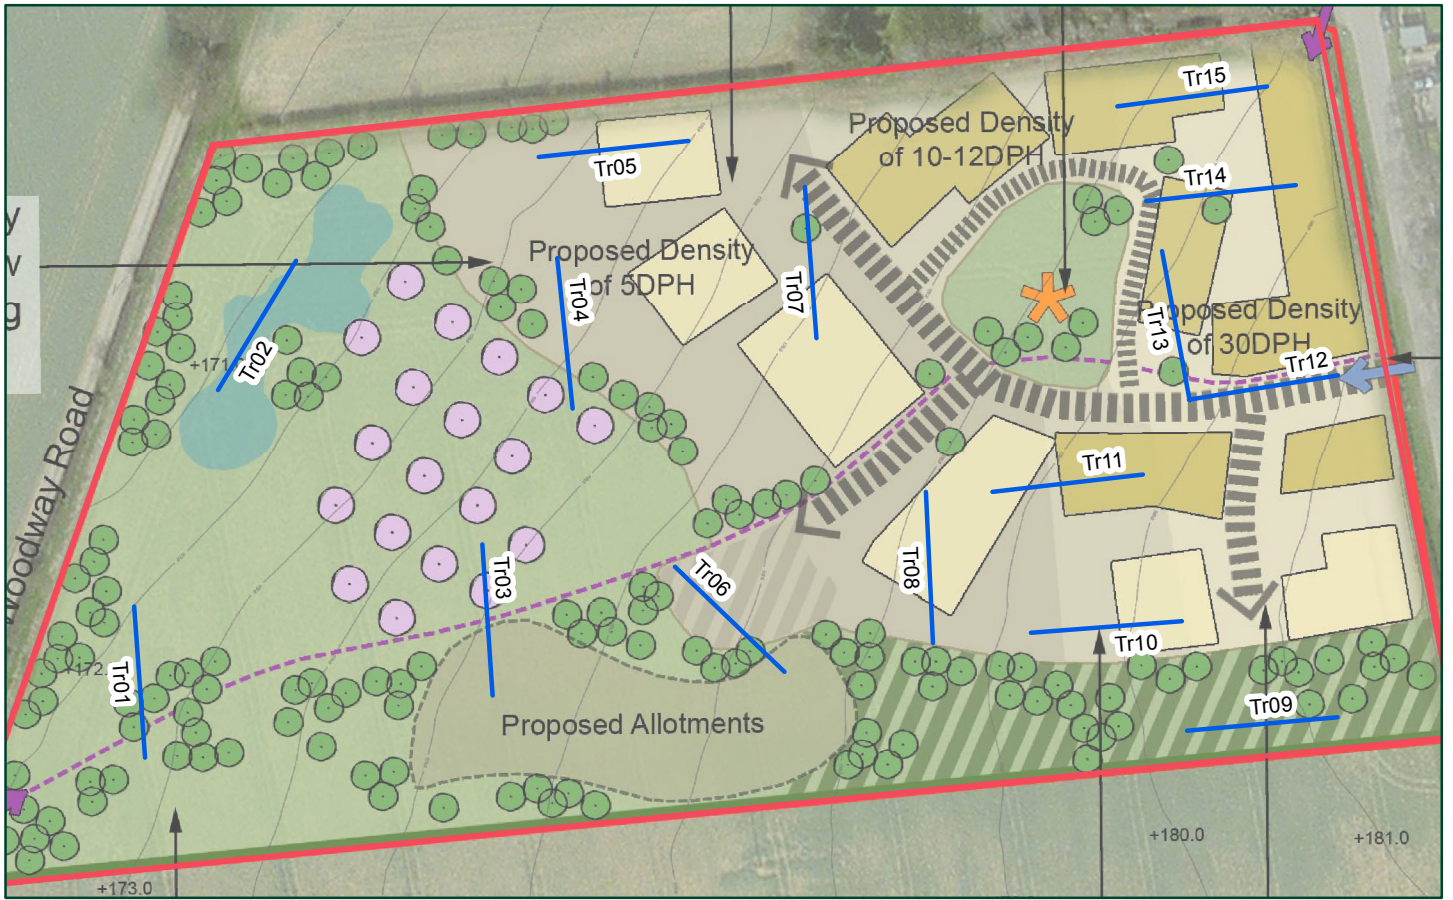 Tr15
Proposed Density
of 10-12DPH
Tr05
Tr14
y
w
g
Proposed Density
of 5DPH
Tr04
Tr07
Proposed Density
of 30DPH
Tr13
Tr12
Tr02
+171.
Woodway Road
Tr11
Tr03
Tr06
Tr08
Tr10
+172.
Tr01
Tr09
Proposed Allotments
+180.0
+181.0
+173.0